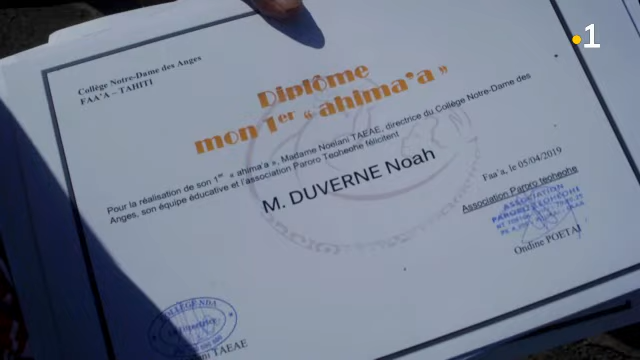 Collège Notre-Dame des Anges
FAA'A – TAHITI
Diplôme
mon 1er « ahima'a »
Pour la réalisation de son 1er « ahima'a », Madame Noelani TAEAE, directrice du Collège Notre-Dame des
Anges, son équipe éducative et l'association Paroro Teoheohe félicitent
M. DUVERNE Noah
Faa'a, le 05/04/2019
Association Paroro teoheohe
ASSOCIATION
Ondine POETAI
TAEAE
1